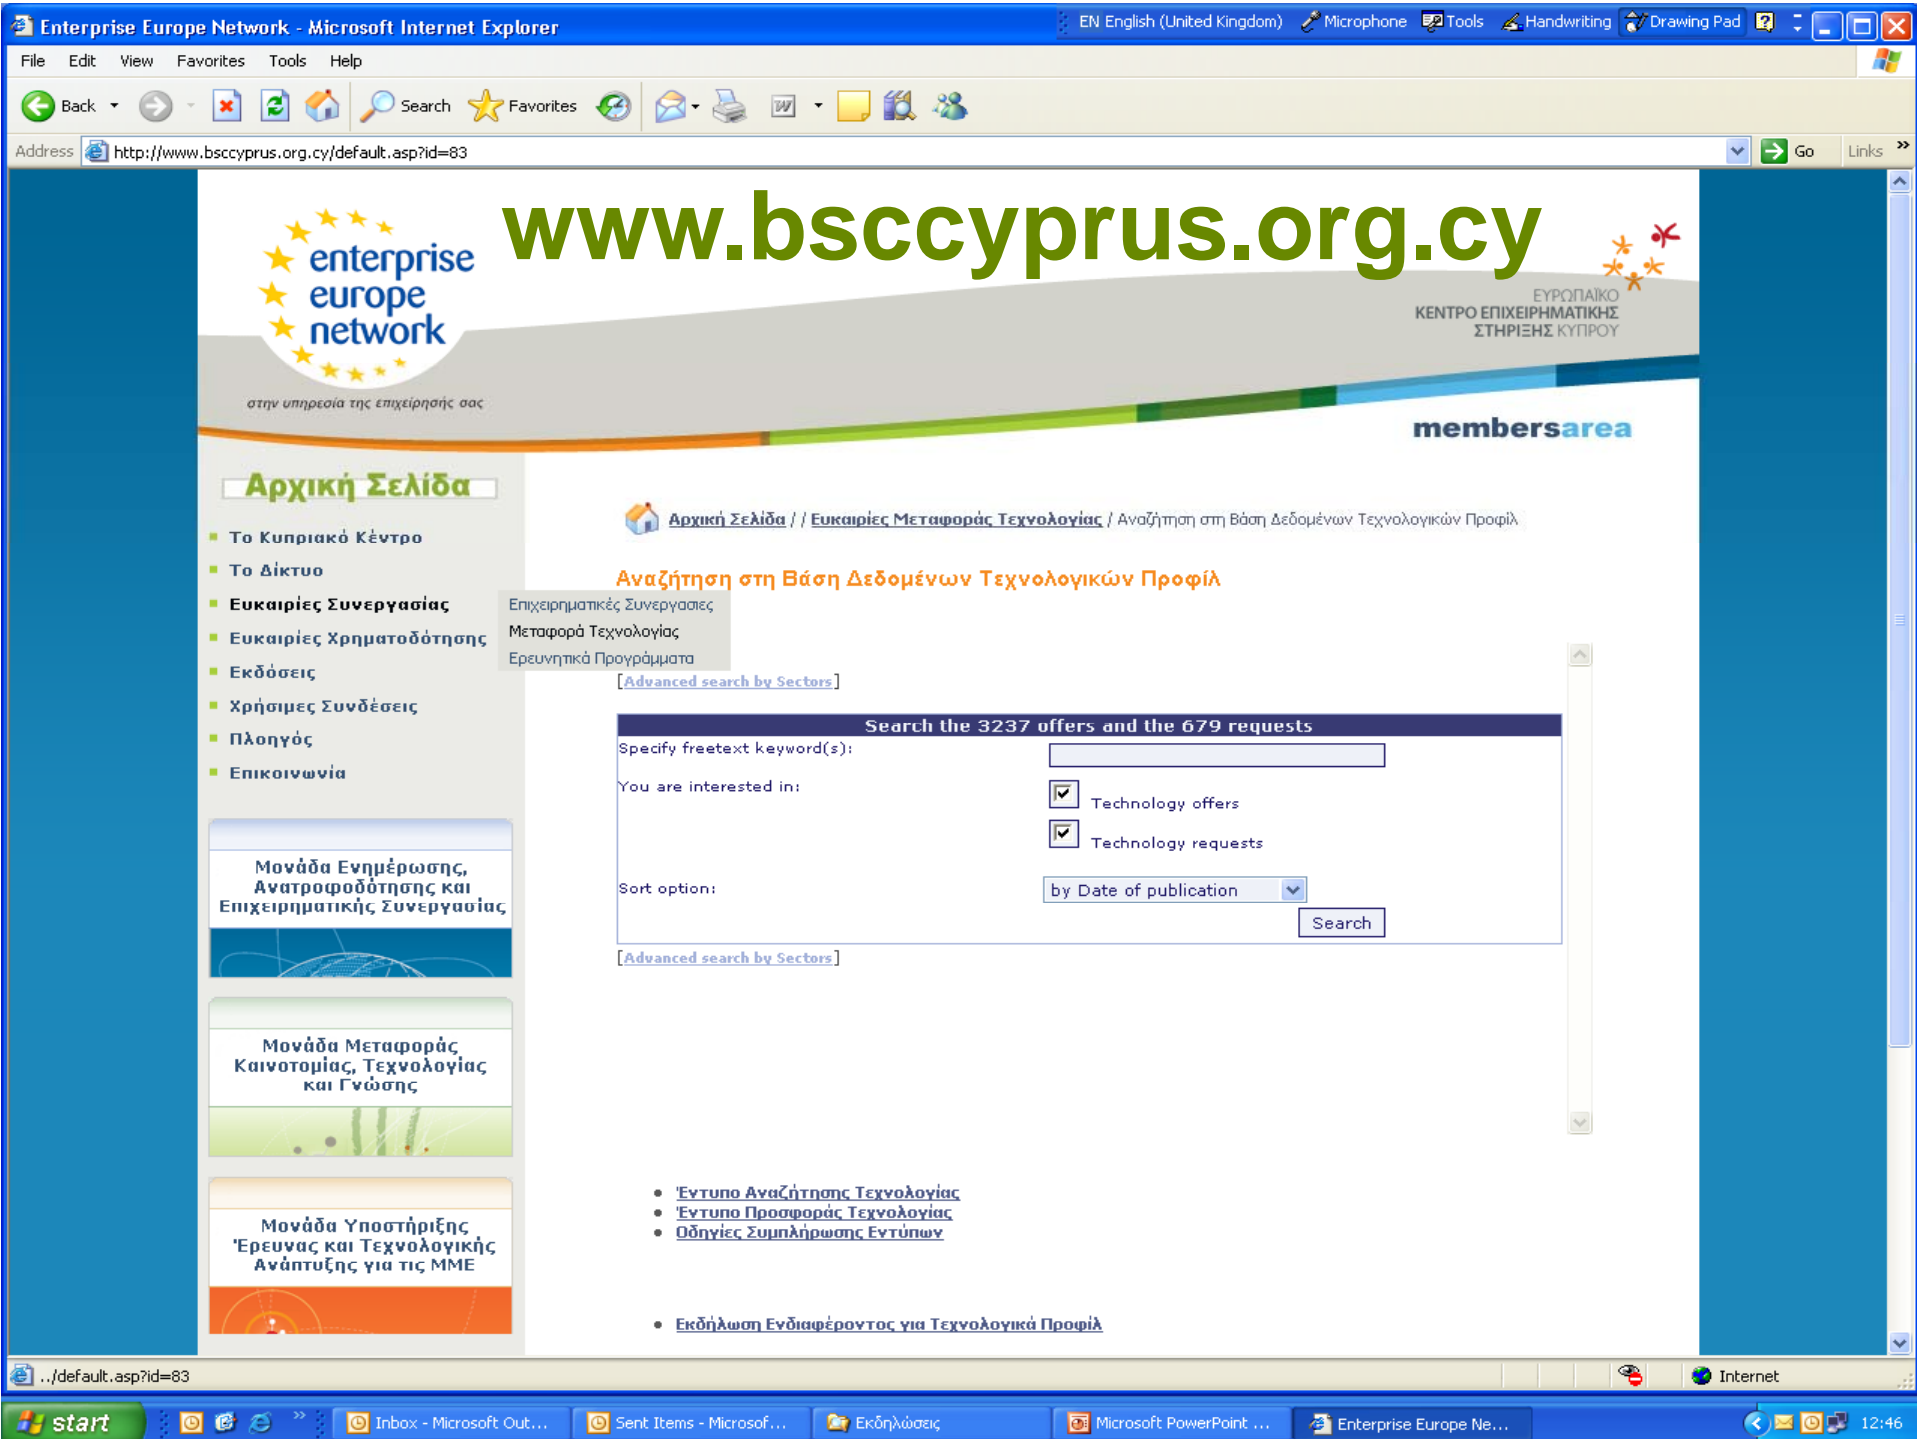 Enterprise Europe Network - Microsoft Internet Explorer
EN English (United Kingdom) Microphone Tools Handwriting Drawing Pad
File Edit View Favorites Tools Help
Back Search Favorites
Address http://www.bsccyprus.org.cy/default.asp?id=83 Go Links »
www.bsccyprus.org.cy
enterprise
europe
network
στην υπηρεσία της επιχείρησής σας
ΕΥΡΩΠΑΪΚΟ
ΚΕΝΤΡΟ ΕΠΙΧΕΙΡΗΜΑΤΙΚΗΣ
ΣΤΗΡΙΞΗΣ ΚΥΠΡΟΥ
membersarea
Αρχική Σελίδα
Το Κυπριακό Κέντρο
Το Δίκτυο
Ευκαιρίες Συνεργασίας
Ευκαιρίες Χρηματοδότησης
Εκδόσεις
Χρήσιμες Συνδέσεις
Πλοηγός
Επικοινωνία
Επιχειρηματικές Συνεργασιες
Μεταφορά Τεχνολογίας
Ερευνητικά Προγράμματα
Μονάδα Ενημέρωσης,
Ανατροφοδότησης και
Επιχειρηματικής Συνεργασίας
Μονάδα Μεταφοράς
Καινοτομίας, Τεχνολογίας
και Γνώσης
Μονάδα Υποστήριξης
Έρευνας και Τεχνολογικής
Ανάπτυξης για τις ΜΜΕ
Αρχική Σελίδα / / Ευκαιρίες Μεταφοράς Τεχνολογίας / Αναζήτηση στη Βάση Δεδομένων Τεχνολογικών Προφίλ
Αναζήτηση στη Βάση Δεδομένων Τεχνολογικών Προφίλ
[Advanced search by Sectors]
Search the 3237 offers and the 679 requests
Specify freetext keyword(s):
You are interested in:
Technology offers
Technology requests
Sort option: by Date of publication
Search
[Advanced search by Sectors]
Έντυπο Αναζήτησης Τεχνολογίας
Έντυπο Προσφοράς Τεχνολογίας
Οδηγίες Συμπλήρωσης Εντύπων
Εκδήλωση Ενδιαφέροντος για Τεχνολογικά Προφίλ
../default.asp?id=83 Internet
start » Inbox - Microsoft Out... Sent Items - Microsof... Εκδηλώσεις Microsoft PowerPoint ... Enterprise Europe Ne... 12:46